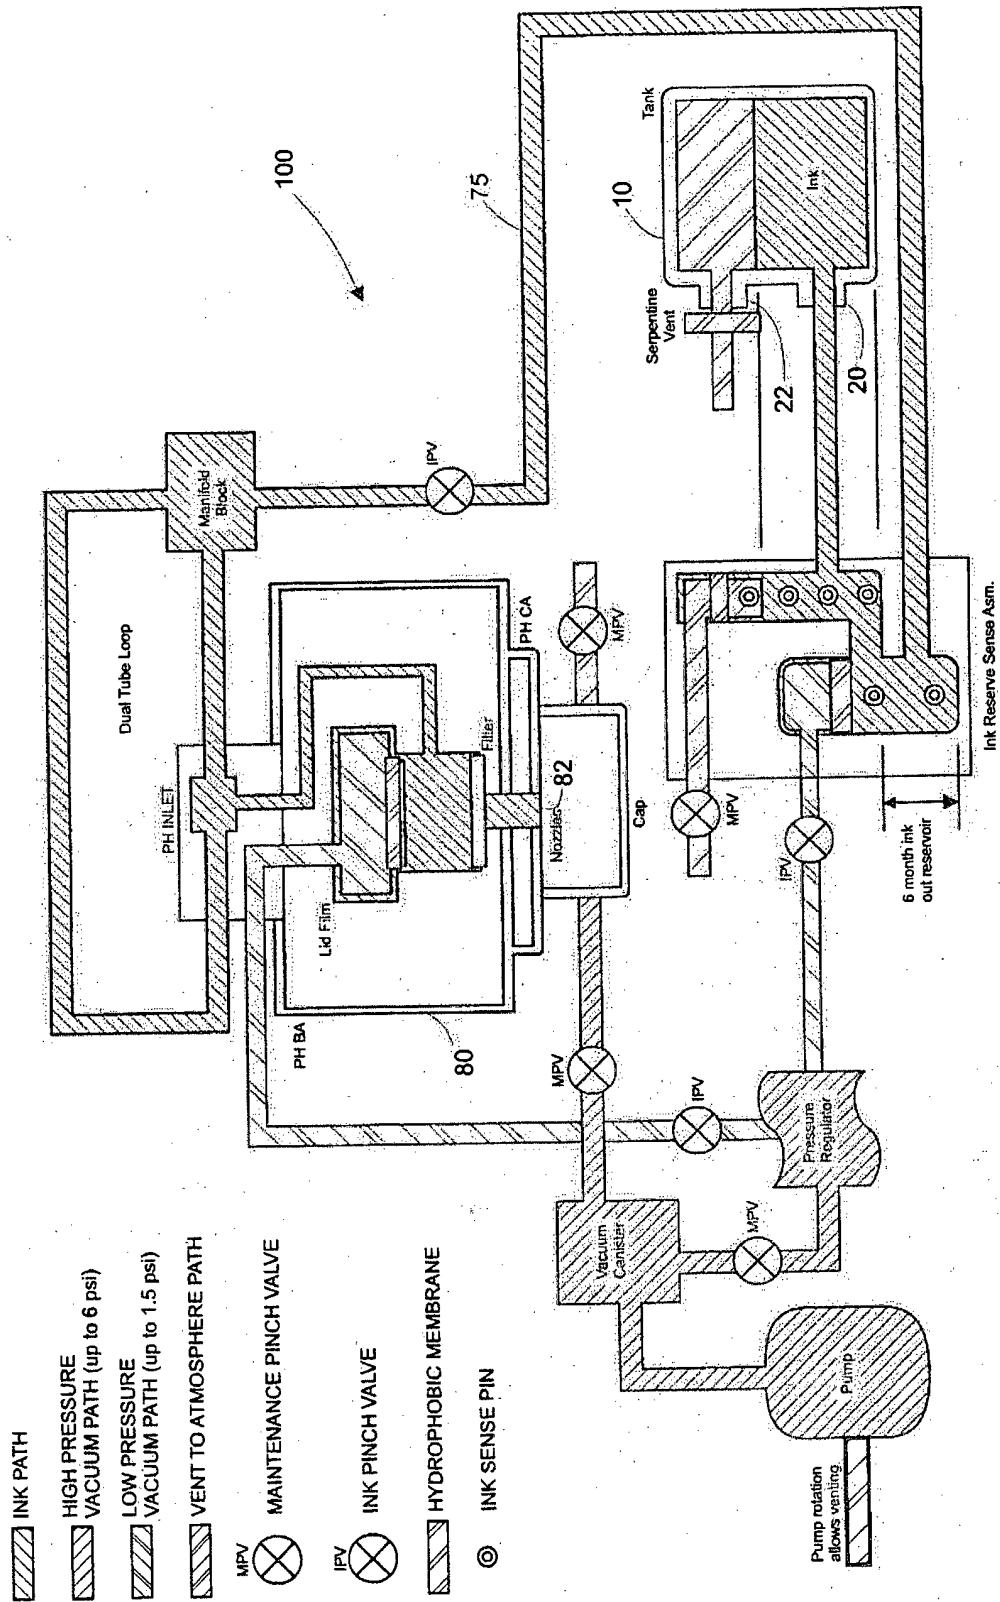 INK PATH
HIGH PRESSURE
VACUUM PATH (up to 6 psi)
LOW PRESSURE
VACUUM PATH (up to 1.5 psi)
VENT TO ATMOSPHERE PATH
MPV
MAINTENANCE PINCH VALVE
IPV
INK PINCH VALVE
HYDROPHOBIC MEMBRANE
INK SENSE PIN
100
75
Dual Tube Loop
Manifold
Block
IPV
PH INLET
Lid Film
Filter
PH CA
PH BA
80
Nozzles
82
Cap
MPV
MPV
IPV
Vacuum
Canister
MPV
Pressure
Regulator
Pump
Pump rotation
allows venting
Tank
10
Ink
Serpentine
Vent
22
20
MPV
IPV
6 month ink
out reservoir
Ink Reserve Sense Asm.